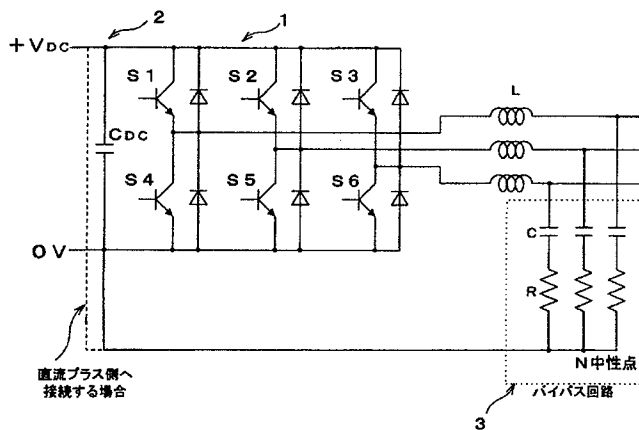 2
1
+VDC
S1
S2
S3
L
CDC
S4
S5
S6
0V
C
R
N中性点
直流プラス側へ
接続する場合
バイパス回路
3